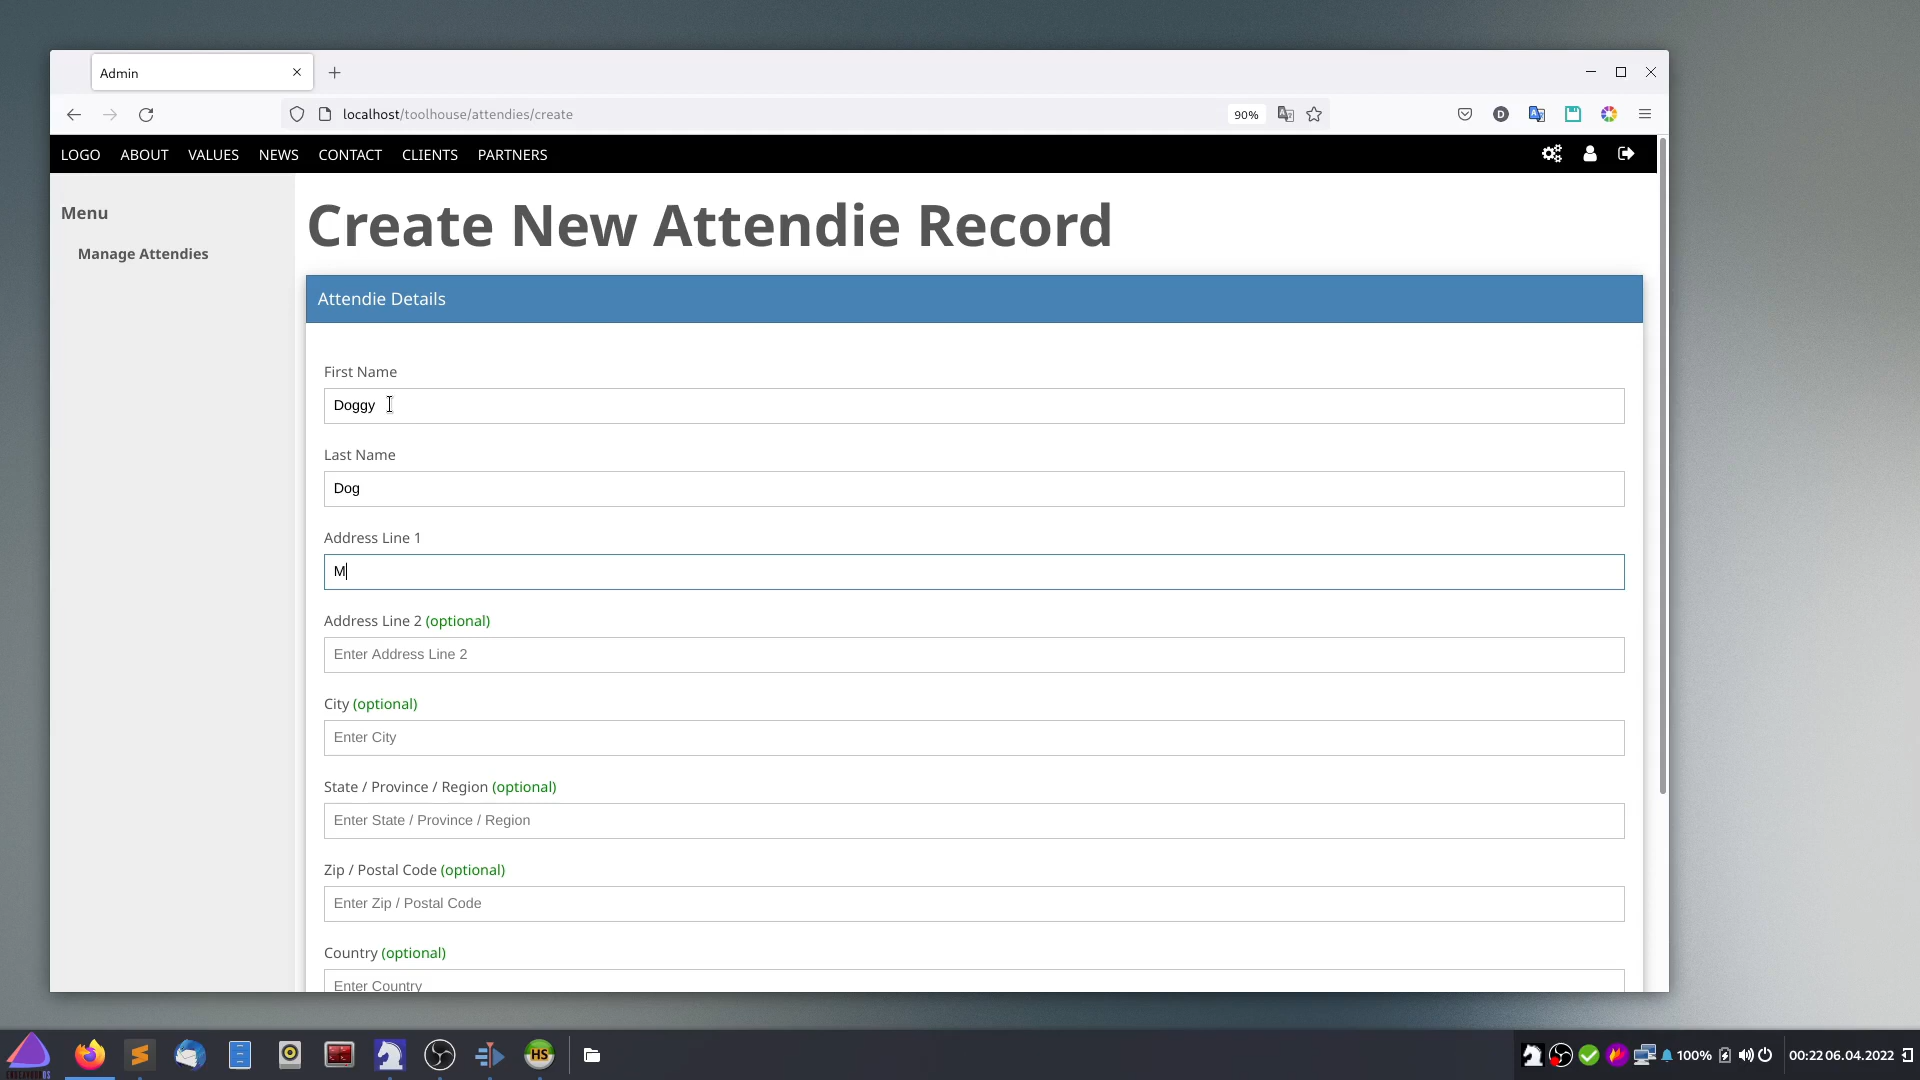 Admin
localhost/toolhouse/attendies/create
90%
D
LOGO ABOUT VALUES NEWS CONTACT CLIENTS PARTNERS
Menu
Manage Attendies
Create New Attendie Record
Attendie Details
First Name
Doggy
Last Name
Dog
Address Line 1
M
Address Line 2 (optional)
Enter Address Line 2
City (optional)
Enter City
State / Province / Region (optional)
Enter State / Province / Region
Zip / Postal Code (optional)
Enter Zip / Postal Code
Country (optional)
Enter Country
HS
100%
00:22 06.04.2022